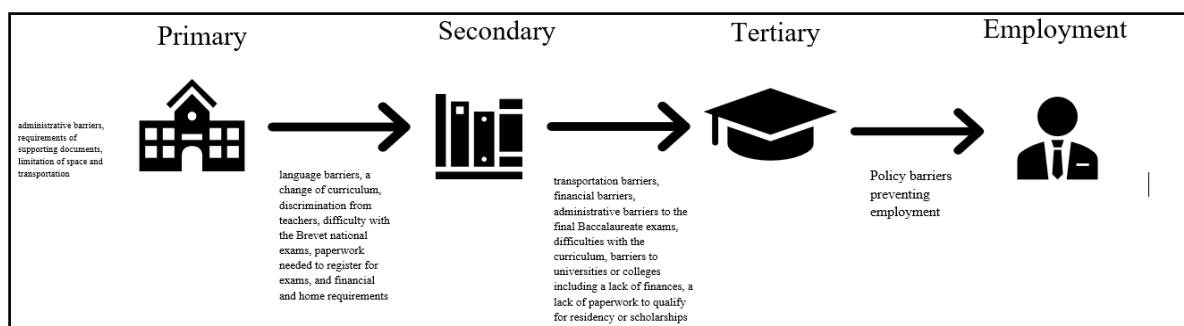 Primary
Secondary
Tertiary
Employment
administrative barriers,
requirements of
supporting documents,
limitation of space and
transportation
language barriers, a
change of curriculum,
discrimination from
teachers, difficulty with
the Brevet national
exams, paperwork
needed to register for
exams, and financial
and home requirements
transportation barriers,
financial barriers,
administrative barriers to the
final Baccalaureate exams,
difficulties with the
curriculum, barriers to
universities or colleges
including a lack of finances, a
lack of paperwork to qualify
for residency or scholarships
Policy barriers
preventing
employment